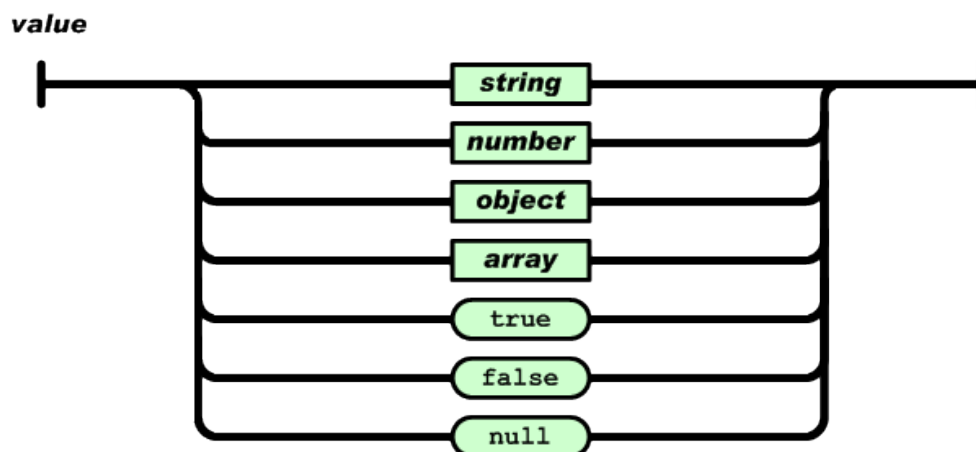 value
string
number
object
array
true
false
null